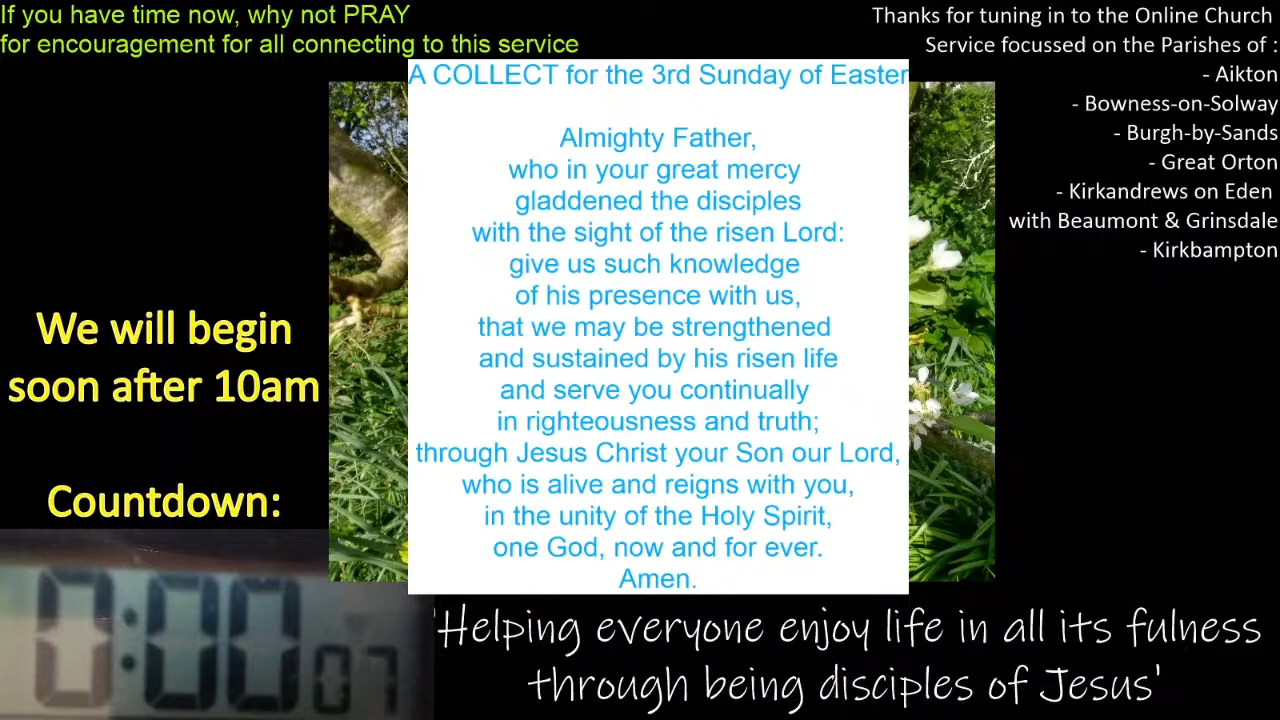 If you have time now, why not PRAY
for encouragement for all connecting to this service
Thanks for tuning in to the Online Church
Service focussed on the Parishes of :
- Aikton
- Bowness-on-Solway
- Burgh-by-Sands
- Great Orton
- Kirkandrews on Eden
with Beaumont & Grinsdale
- Kirkbampton
A COLLECT for the 3rd Sunday of Easter
Almighty Father,
who in your great mercy
gladdened the disciples
with the sight of the risen Lord:
give us such knowledge
of his presence with us,
that we may be strengthened
and sustained by his risen life
and serve you continually
in righteousness and truth;
through Jesus Christ your Son our Lord,
who is alive and reigns with you,
in the unity of the Holy Spirit,
one God, now and for ever.
Amen.
We will begin
soon after 10am
Countdown:
0:00 07
'Helping everyone enjoy life in all its fulness
through being disciples of Jesus'